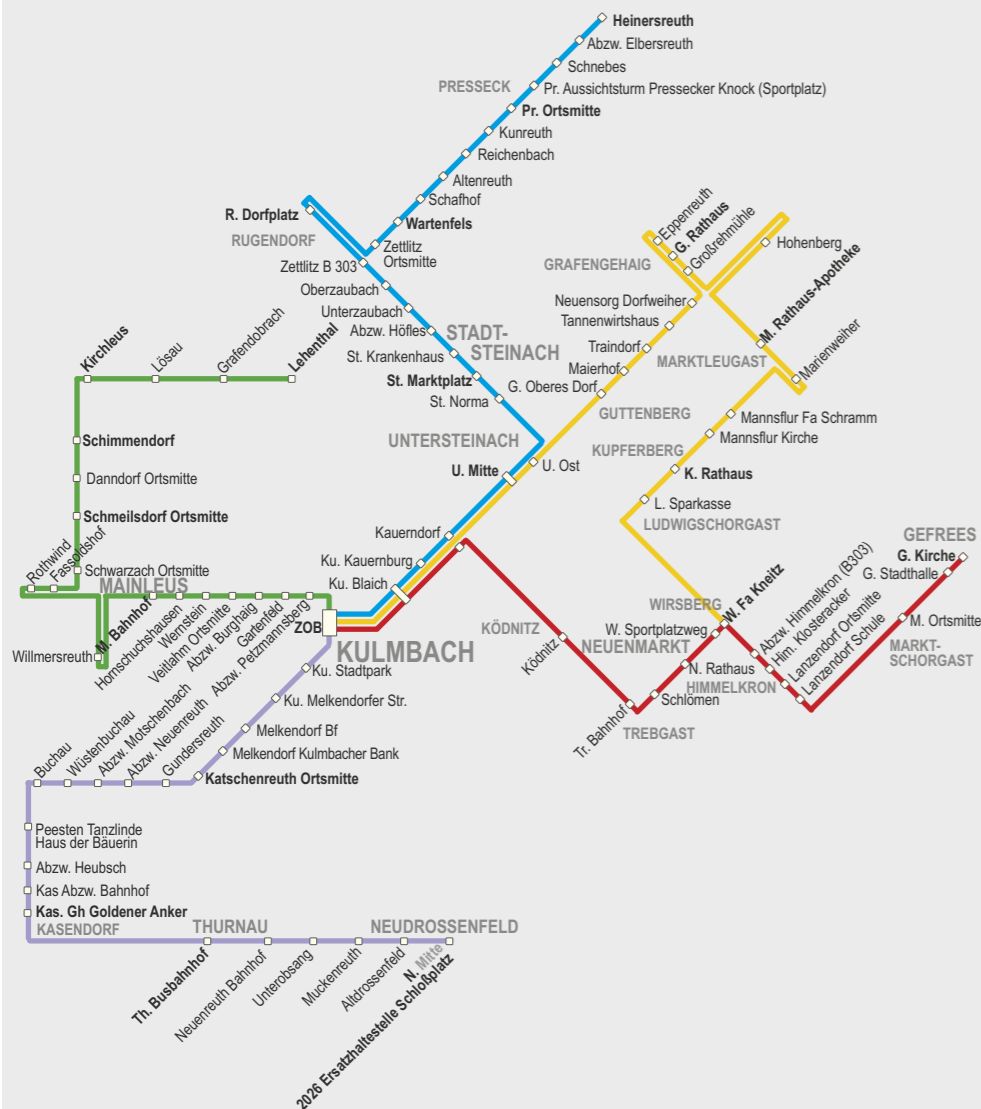 Heinersreuth
Abzw. Elbersreuth
Schnebes
PRESSECK
Pr. Aussichtsturm Pressecker Knock (Sportplatz)
Pr. Ortsmitte
Kunreuth
Reichenbach
Altenreuth
Schafhof
Wartenfels
R. Dorfplatz
RUGENDORF
Zettlitz
Ortsmitte
Zettlitz B 303
Oberzaubach
Unterzaubach
Abzw. Höfles
STADT-
STEINACH
St. Krankenhaus
St. Marktplatz
St. Norma
UNTERSTEINACH
U. Mitte
U. Ost
Kauerndorf
Ku. Kauernburg
Ku. Blaich
ZOB
KULMBACH
Eppenreuth
G. Rathaus
Großrehmühle
Hohenberg
GRAFENGEHAIG
Neuensorg Dorfweiher
Tannenwirtshaus
Traindorf
Maierhof
G. Oberes Dorf
M. Rathaus-Apotheke
MARKTLEUGAST
Marienweiher
GUTTENBERG
Mannsflur Fa Schramm
Mannsflur Kirche
KUPFERBERG
K. Rathaus
L. Sparkasse
LUDWIGSCHORGAST
GEFREES
G. Kirche
G. Stadthalle
M. Ortsmitte
MARKT-
SCHORGAST
WIRSBERG
W. Fa Kneitz
Abzw. Himmelkron (B303)
Him. Klosteracker
Lanzendorf Ortsmitte
Lanzendorf Schule
HIMMELKRON
W. Sportplatzweg
NEUENMARKT
N. Rathaus
Schlömen
Tr. Bahnhof
TREBGAST
KÖDNITZ
Ködnitz
Kirchleus
Lösau
Grafendobrach
Lehenthal
Schimmendorf
Danndorf Ortsmitte
Schmeilsdorf Ortsmitte
Rothwind
Fassoldshof
Schwarzach Ortsmitte
MAINLEUS
Willmersreuth
M. Bahnhof
Hornschuchshausen
Wernstein
Veitlahm Ortsmitte
Abzw. Burghaig
Gartenfeld
Abzw. Petzmannsberg
Ku. Stadtpark
Ku. Melkendorfer Str.
Melkendorf Bf
Melkendorf Kulmbacher Bank
Katschenreuth Ortsmitte
Buchau
Wüstenbuchau
Abzw. Motschenbach
Abzw. Neuenreuth
Gundersreuth
Peesten Tanzlinde
Haus der Bäuerin
Abzw. Heubsch
Kas Abzw. Bahnhof
Kas. Gh Goldener Anker
KASENDORF
THURNAU
NEUDROSSENFELD
Th. Busbahnhof
Neuenreuth Bahnhof
Unterobsang
Muckenreuth
Altdrossenfeld
N. Mitte
2026 Ersatzhaltestelle Schloßplatz